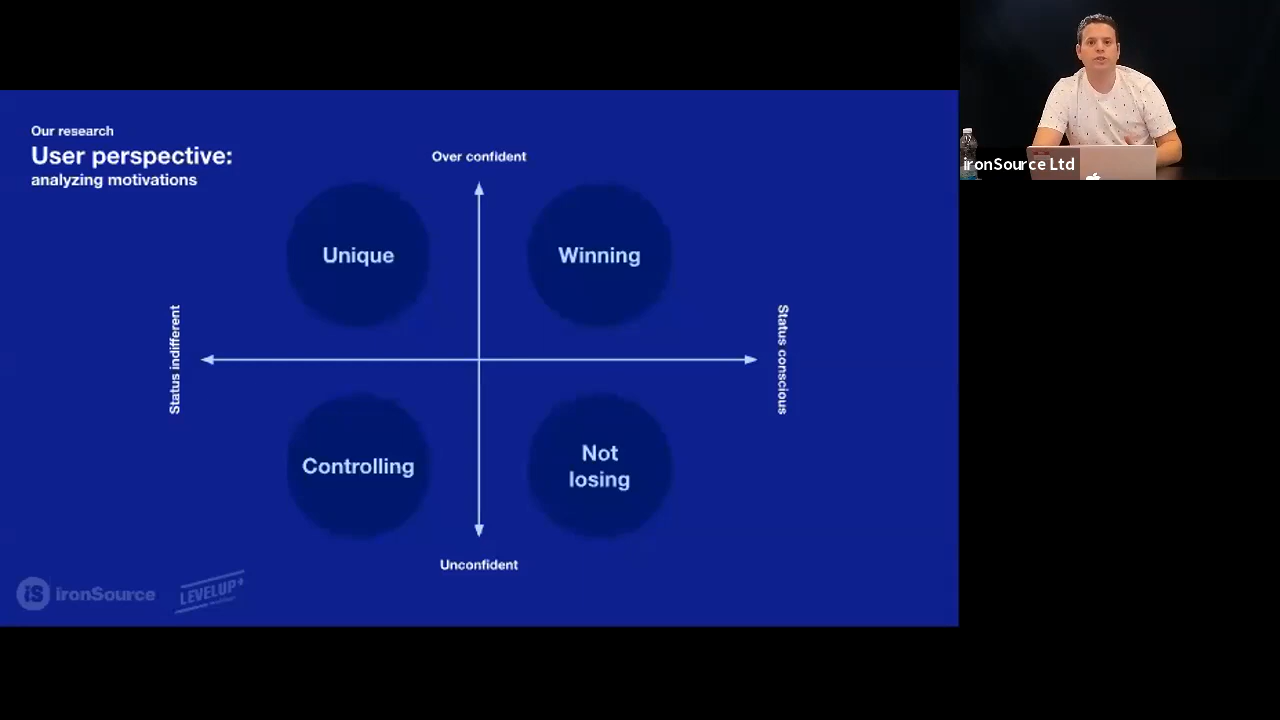 Our research
User perspective:
analyzing motivations
Over confident
Unique
Winning
Status indifferent
Status conscious
Controlling
Not
losing
Unconfident
iS ironSource
LEVELUP+
ironSource Ltd